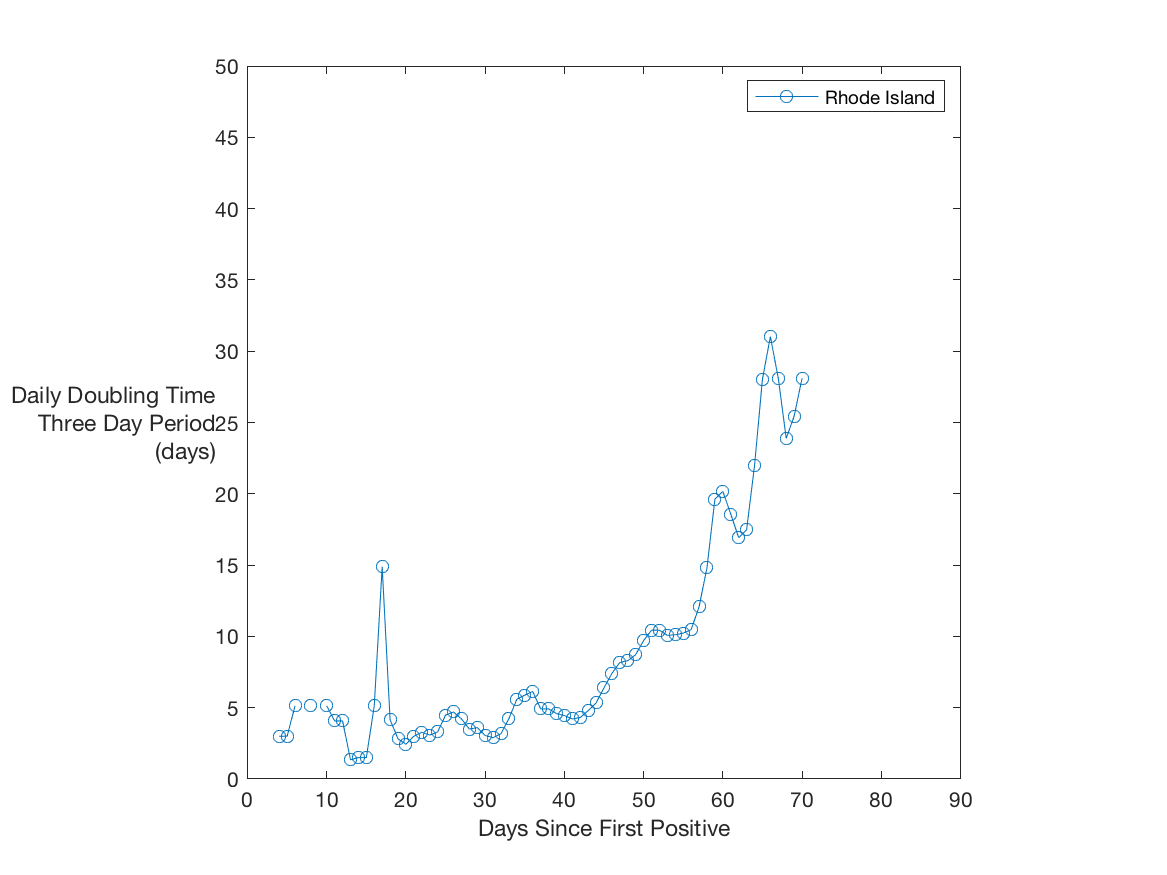 50
45
40
35
30
25
20
15
10
5
0
0 10 20 30 40 50 60 70 80 90
Days Since First Positive
Daily Doubling Time
Three Day Period
(days)
Rhode Island